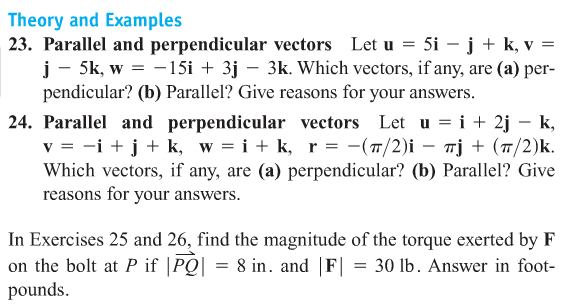 Theory and Examples
23. Parallel and perpendicular vectors Let u = 5i − j + k, v =
j − 5k, w = −15i + 3j − 3k. Which vectors, if any, are (a) per-
pendicular? (b) Parallel? Give reasons for your answers.
24. Parallel and perpendicular vectors Let u = i + 2j − k,
v = −i + j + k, w = i + k, r = −(π/2)i − πj + (π/2)k.
Which vectors, if any, are (a) perpendicular? (b) Parallel? Give
reasons for your answers.
In Exercises 25 and 26, find the magnitude of the torque exerted by F
on the bolt at P if |PQ⃗| = 8 in. and |F| = 30 lb. Answer in foot-
pounds.